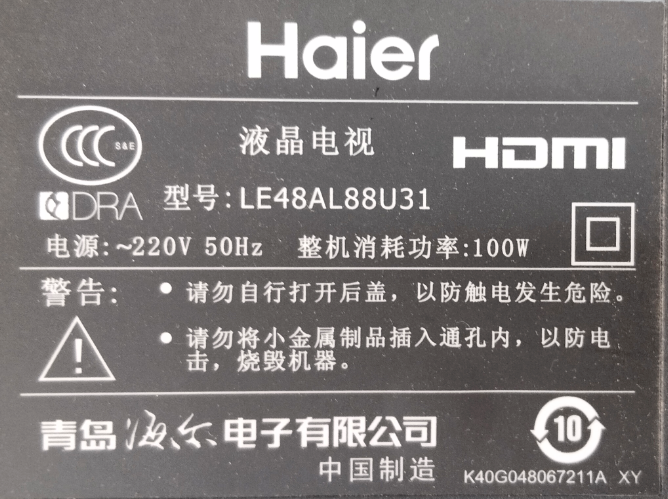 Haier
CCC S&E
液晶电视
HDMI
DRA
型号:LE48AL88U31
电源:~220V 50Hz 整机消耗功率:100W
警告: • 请勿自行打开后盖，以防触电发生危险。
• 请勿将小金属制品插入通孔内，以防电
击，烧毁机器。
青岛海尔电子有限公司
10
中国制造
K40G048067211A XY